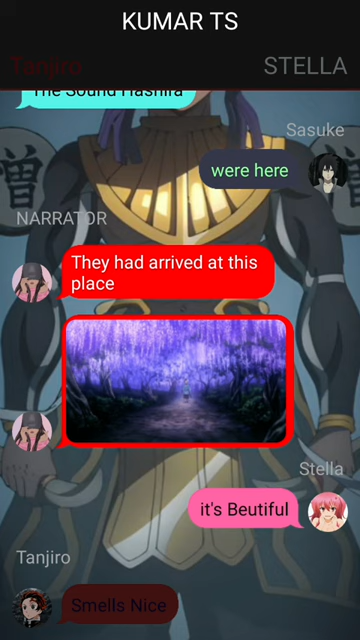 KUMAR TS
Tanjiro
STELLA
The Sound Hashira
Sasuke
were here
NARRATOR
They had arrived at this
place
Stella
it's Beutiful
Tanjiro
Smells Nice
憎